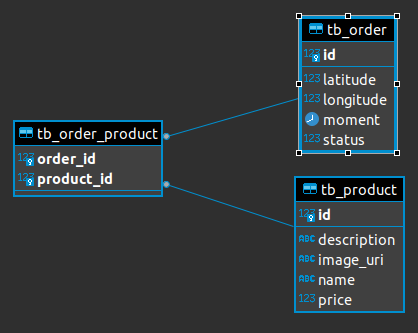 tb_order
123 id
123 latitude
123 longitude
moment
123 status
tb_order_product
123 order_id
123 product_id
tb_product
123 id
ABC description
ABC image_uri
ABC name
123 price